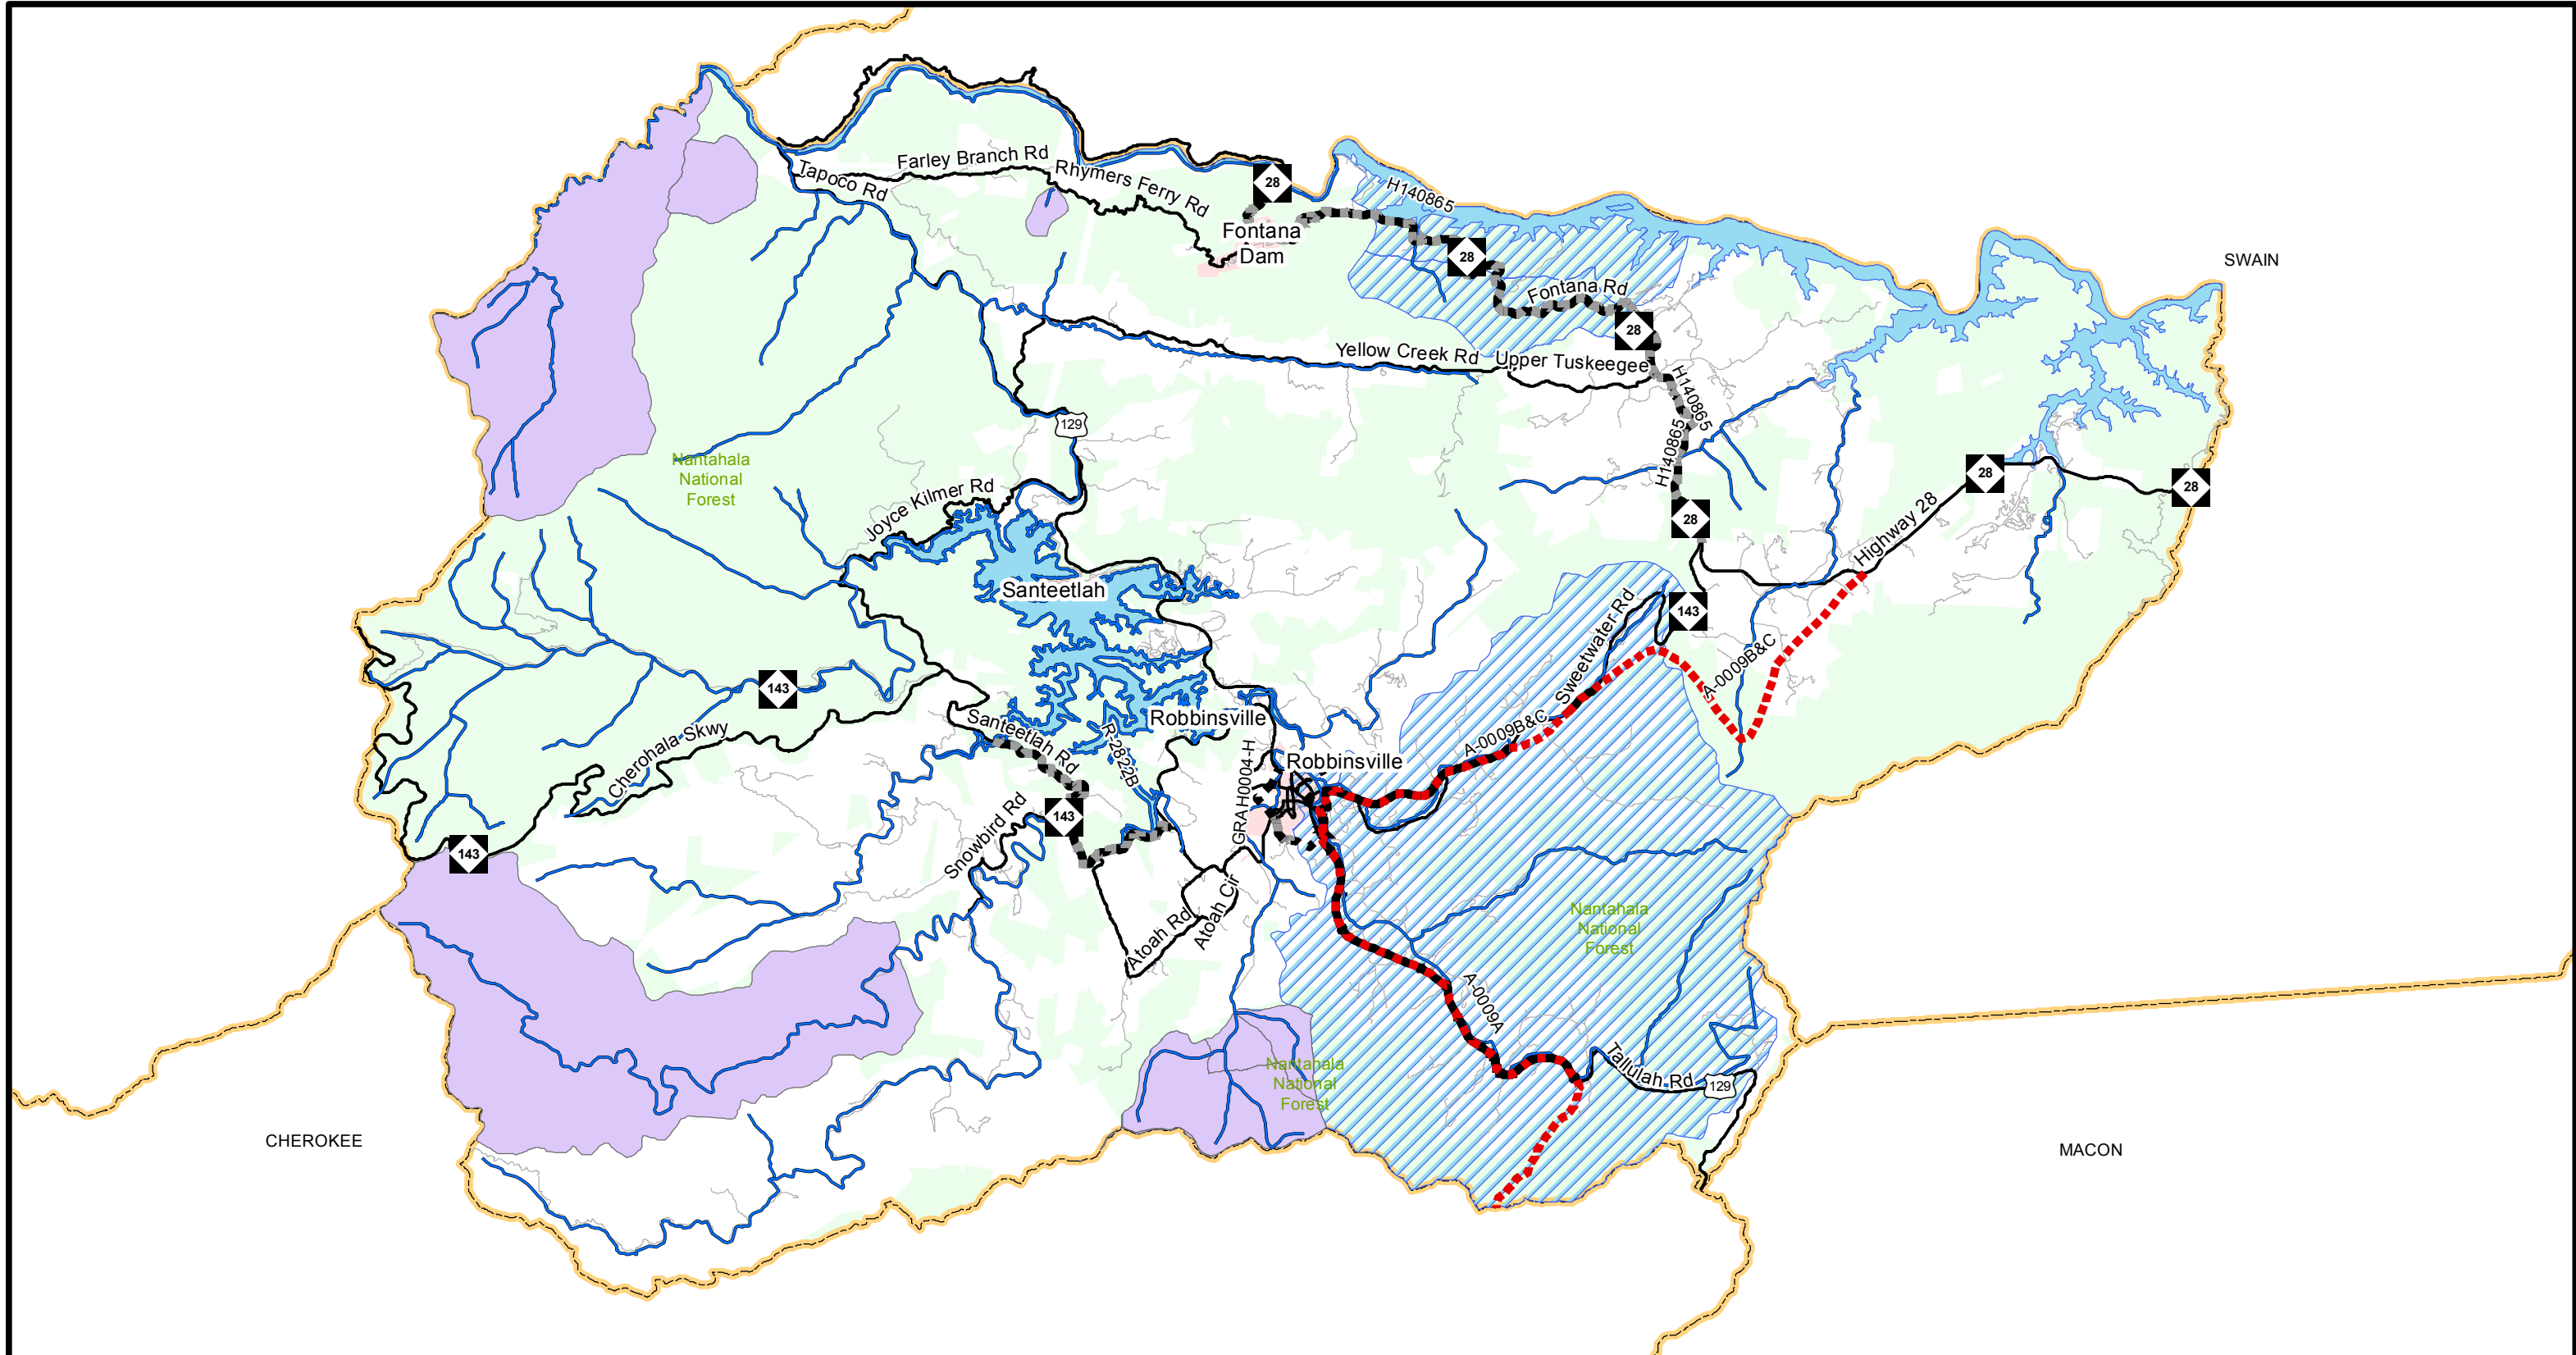 Farley Branch Rd
Tapoco Rd
Rhymers Ferry Rd
28
H140865
Fontana
Dam
28
SWAIN
Fontana Rd
28
Yellow Creek Rd
Upper Tuskeegee
H140865
H140865
129
Nantahala
National
Forest
Joyce Kilmer Rd
28
28
28
Highway 28
Santeetlah
Sweetwater Rd
143
143
A-0009B&C
Cherohala Skwy
Santeetlah Rd
R-2822B
Robbinsville
A-0009B&C
GRAH0004-H
Robbinsville
Snowbird Rd
143
143
Atoah Rd
Atoah Cir
Nantahala
National
Forest
A-0009A
Tallulah Rd
129
Nantahala
National
Forest
CHEROKEE
MACON